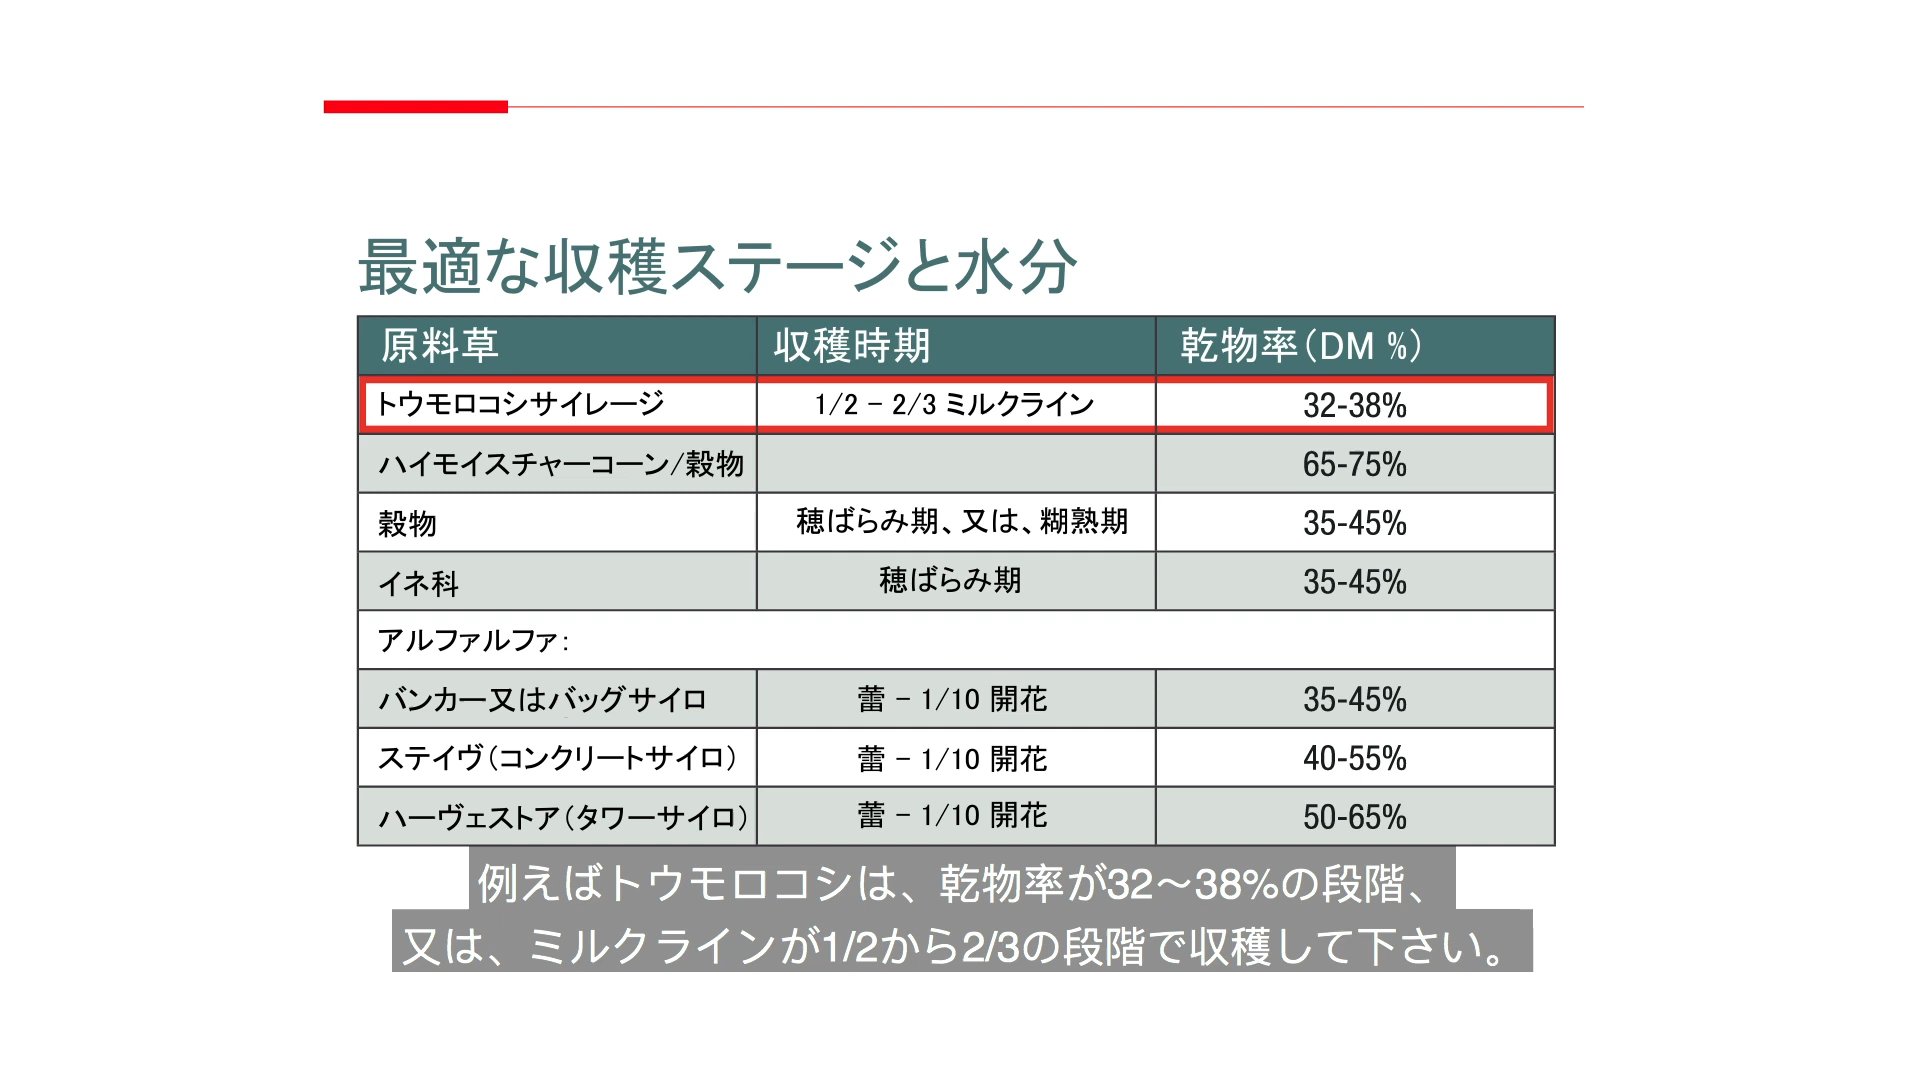 最適な収穫ステージと水分
原料草 収穫時期 乾物率(DM %)
トウモロコシサイレージ 1/2 - 2/3 ミルクライン 32-38%
ハイモイスチャーコーン/穀物 65-75%
穀物 穂ばらみ期、又は、糊熟期 35-45%
イネ科 穂ばらみ期 35-45%
アルファルファ:
バンカー又はバッグサイロ 蕾 - 1/10 開花 35-45%
ステイヴ(コンクリートサイロ) 蕾 - 1/10 開花 40-55%
ハーヴェストア(タワーサイロ) 蕾 - 1/10 開花 50-65%
例えばトウモロコシは、乾物率が32〜38%の段階、
又は、ミルクラインが1/2から2/3の段階で収穫して下さい。